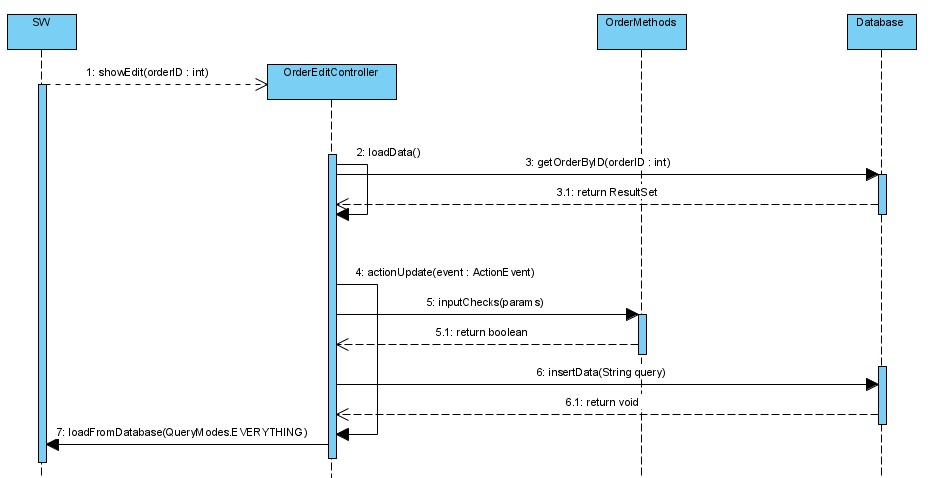 SW
OrderMethods
Database
1: showEdit(orderID : int)
OrderEditController
2: loadData()
3: getOrderByID(orderID : int)
3.1: return ResultSet
4: actionUpdate(event : ActionEvent)
5: inputChecks(params)
5.1: return boolean
6: insertData(String query)
6.1: return void
7: loadFromDatabase(QueryModes.EVERYTHING)